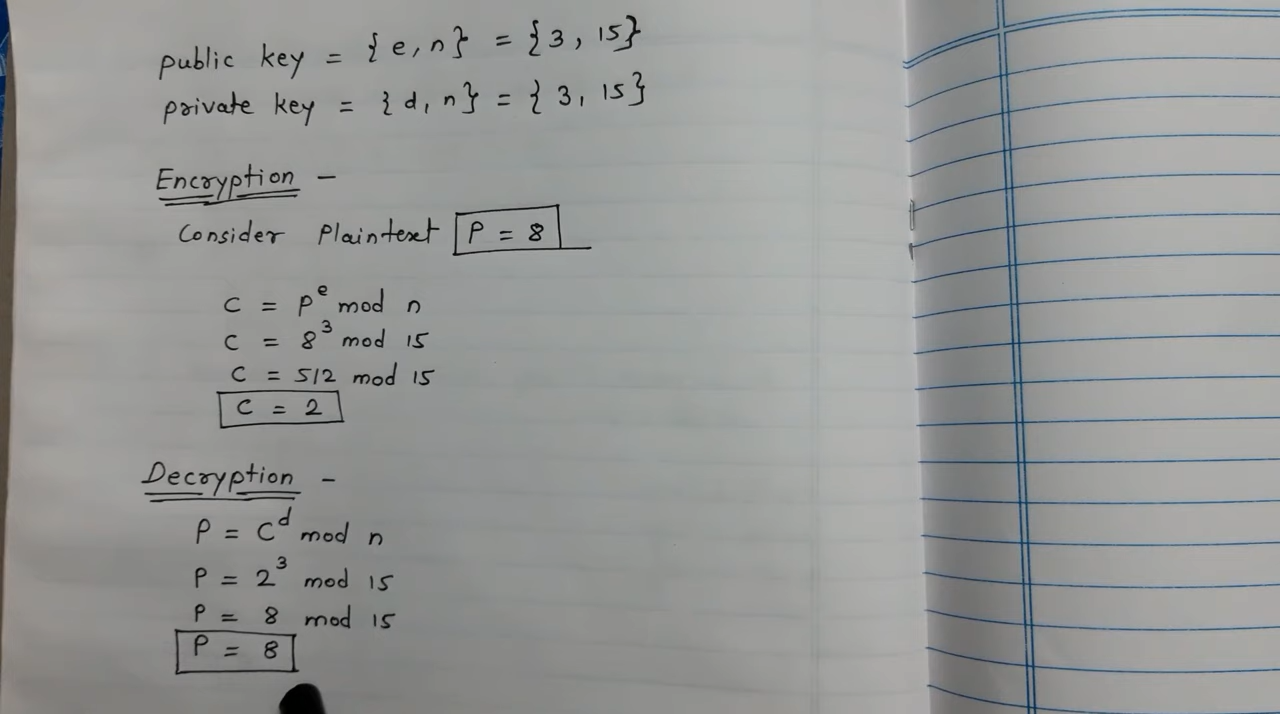 public key = {e, n} = {3, 15}
private key = {d, n} = {3, 15}
Encryption -
Consider Plaintext P = 8
C = P^e mod n
C = 8^3 mod 15
C = 512 mod 15
C = 2
Decryption -
P = C^d mod n
P = 2^3 mod 15
P = 8 mod 15
P = 8